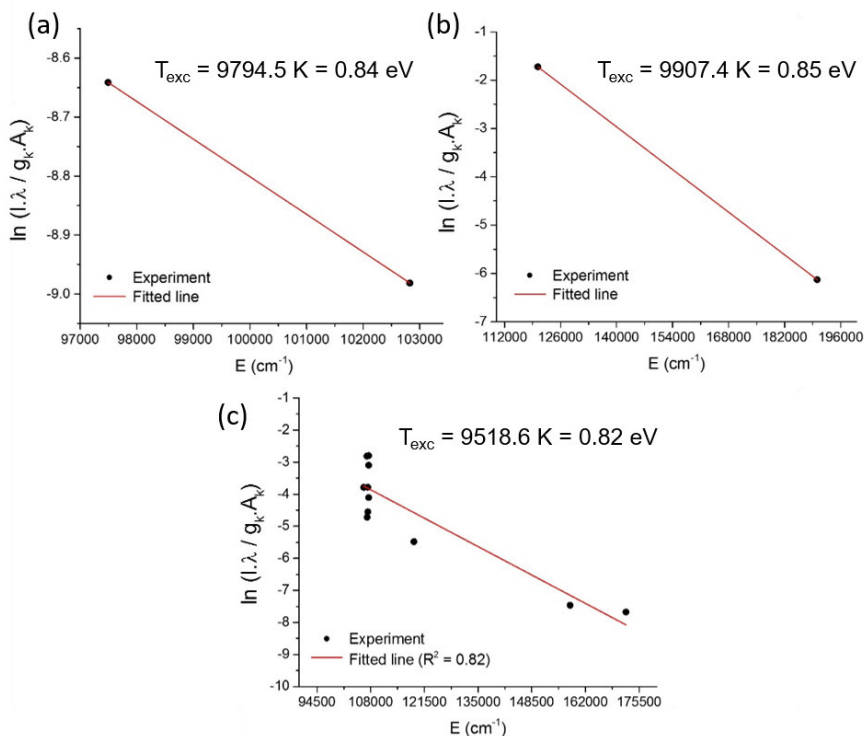 (a)
T_exc = 9794.5 K = 0.84 eV
-8.6
-8.7
-8.8
-8.9
-9.0
ln (I.λ / g_k.A_k)
Experiment
Fitted line
97000 98000 99000 100000 101000 102000 103000
E (cm⁻¹)
(b)
T_exc = 9907.4 K = 0.85 eV
-1
-2
-3
-4
-5
-6
-7
ln (I.λ / g_k.A_k)
Experiment
Fitted line
112000 126000 140000 154000 168000 182000 196000
E (cm⁻¹)
(c)
T_exc = 9518.6 K = 0.82 eV
-1
-2
-3
-4
-5
-6
-7
-8
-9
-10
ln (I.λ / g_k.A_k)
Experiment
Fitted line (R² = 0.82)
94500 108000 121500 135000 148500 162000 175500
E (cm⁻¹)